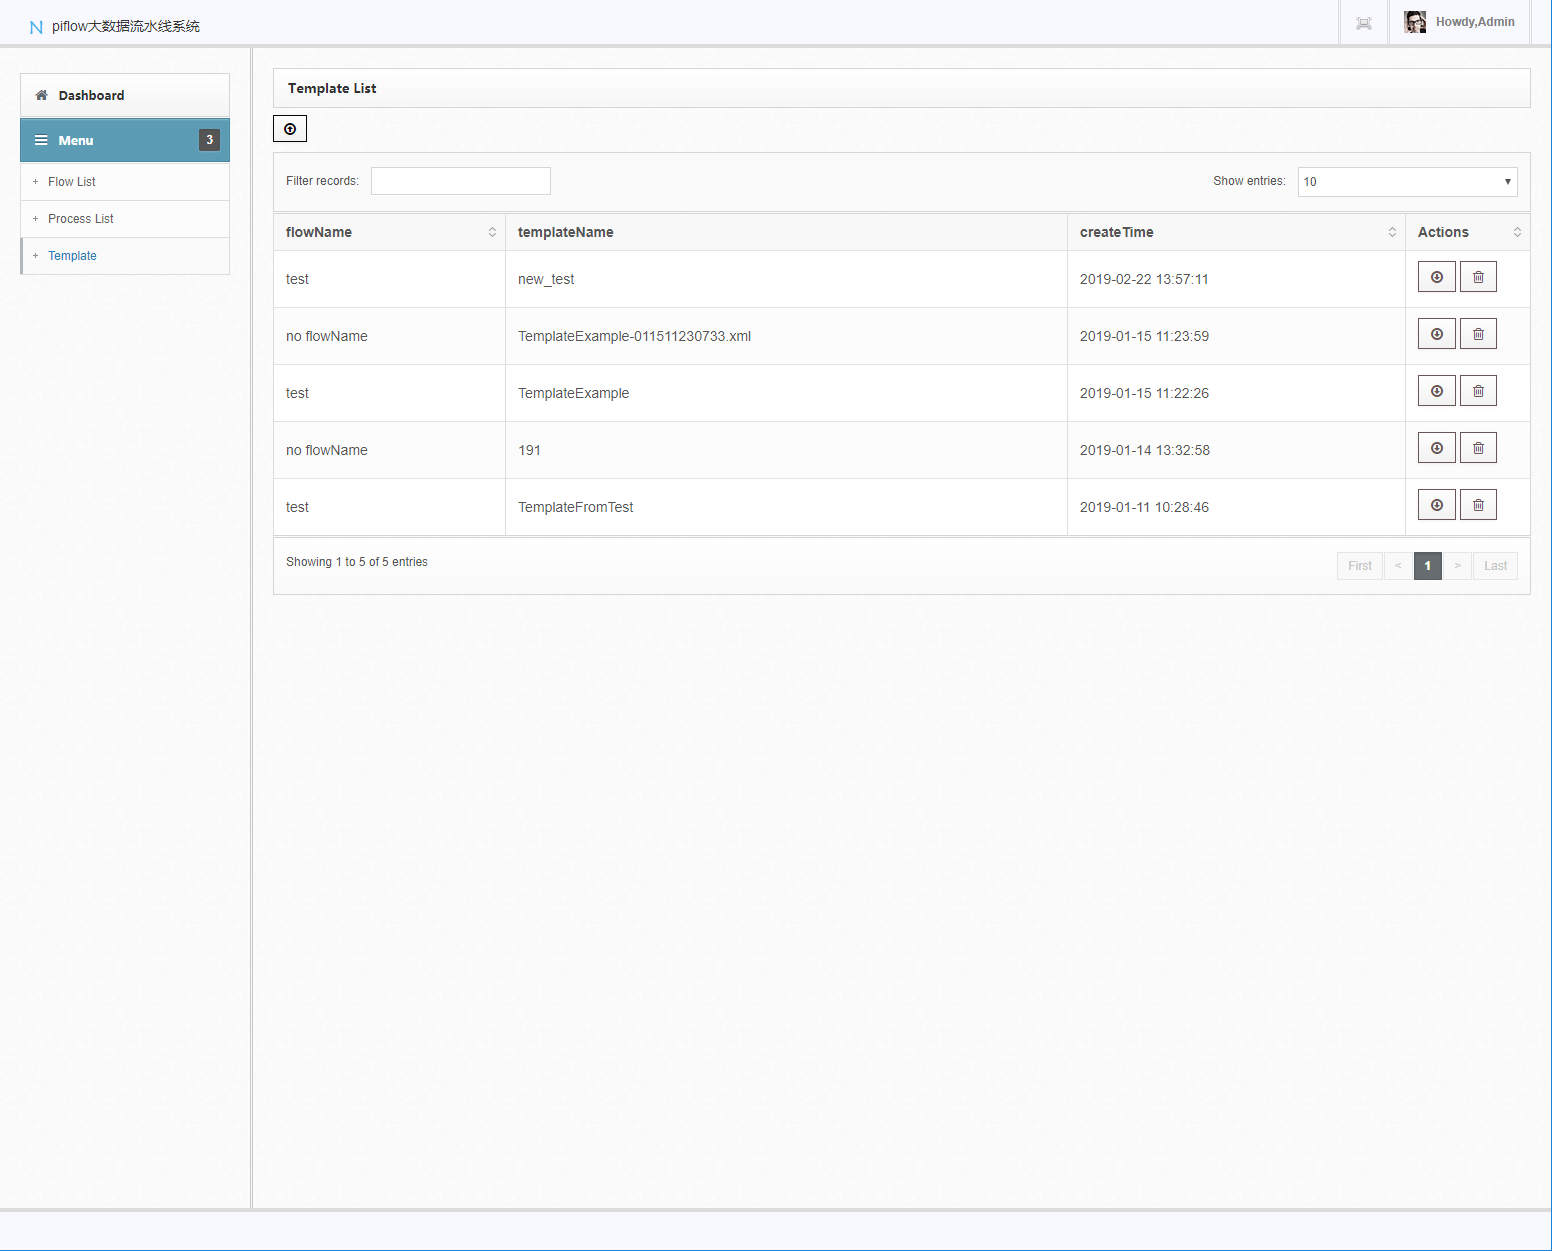 piflow大数据流水线系统
Howdy,Admin
Dashboard
Menu 3
Flow List
Process List
Template
Template List
Filter records:
Show entries: 10
flowName templateName createTime Actions
test new_test 2019-02-22 13:57:11
no flowName TemplateExample-011511230733.xml 2019-01-15 11:23:59
test TemplateExample 2019-01-15 11:22:26
no flowName 191 2019-01-14 13:32:58
test TemplateFromTest 2019-01-11 10:28:46
Showing 1 to 5 of 5 entries
First < 1 > Last